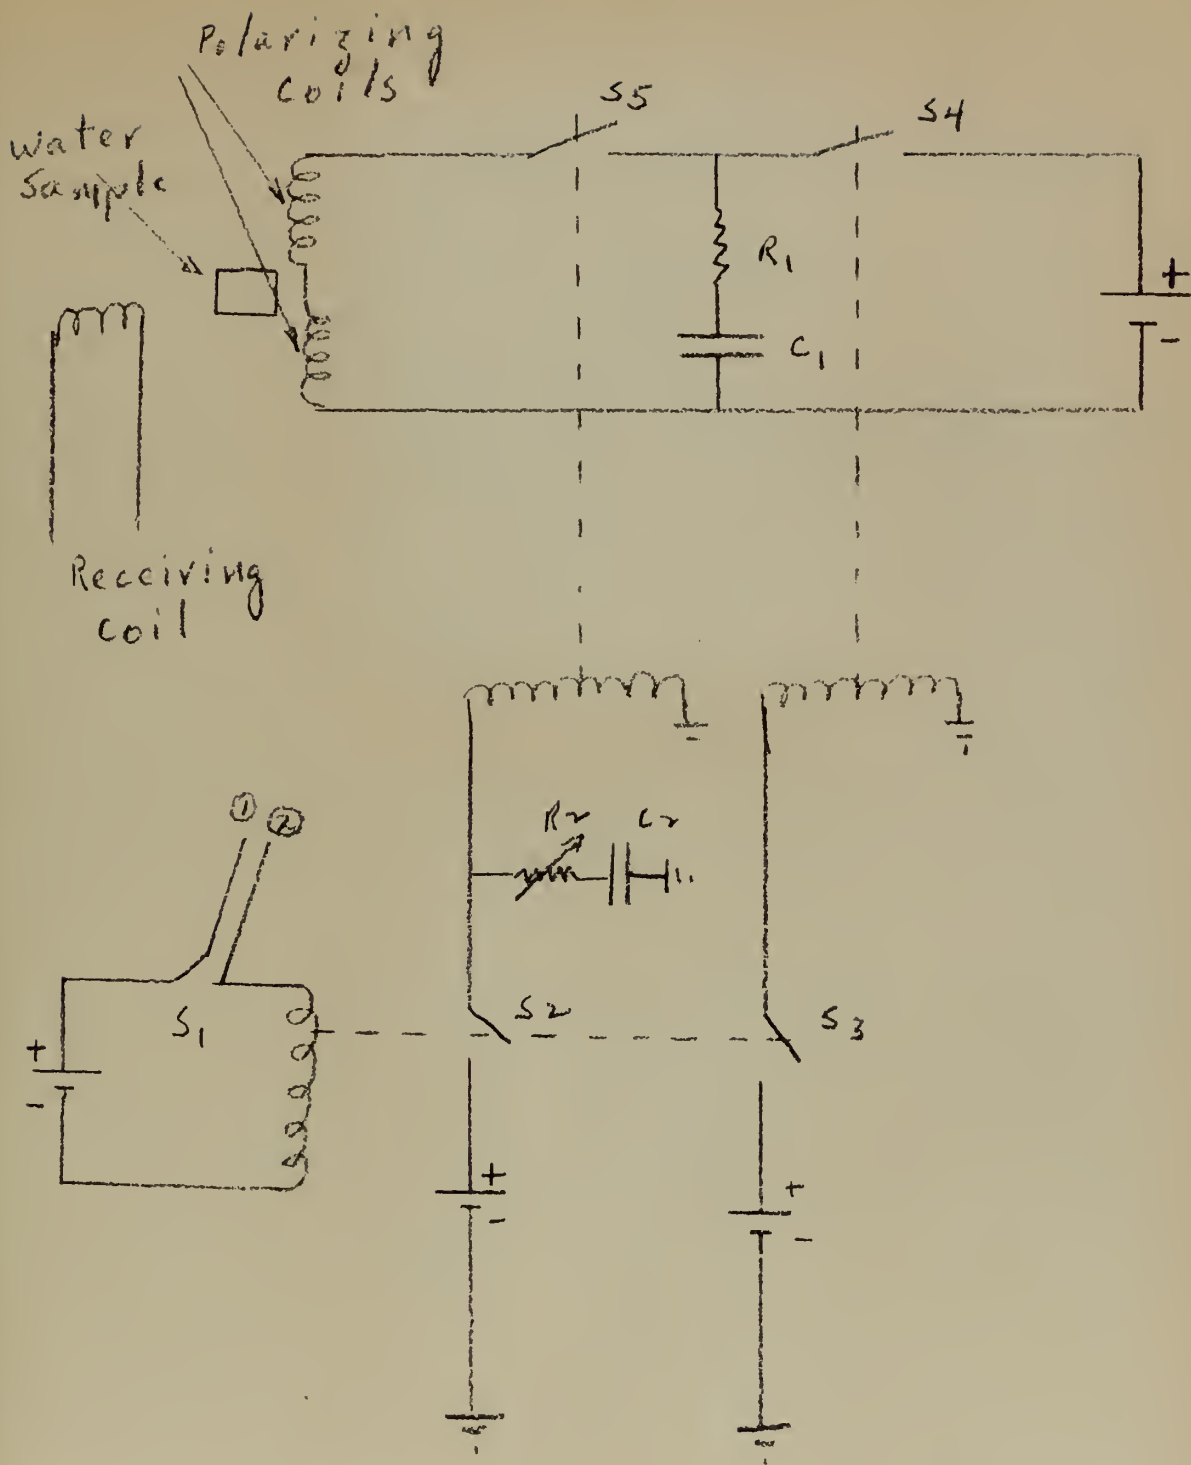 Polarizing
coils
S5
S4
water
Sample
R1
+
C1
-
Receiving
coil
① ②
R2 C2
S1
S2
S3
+
-
+
-
+
-